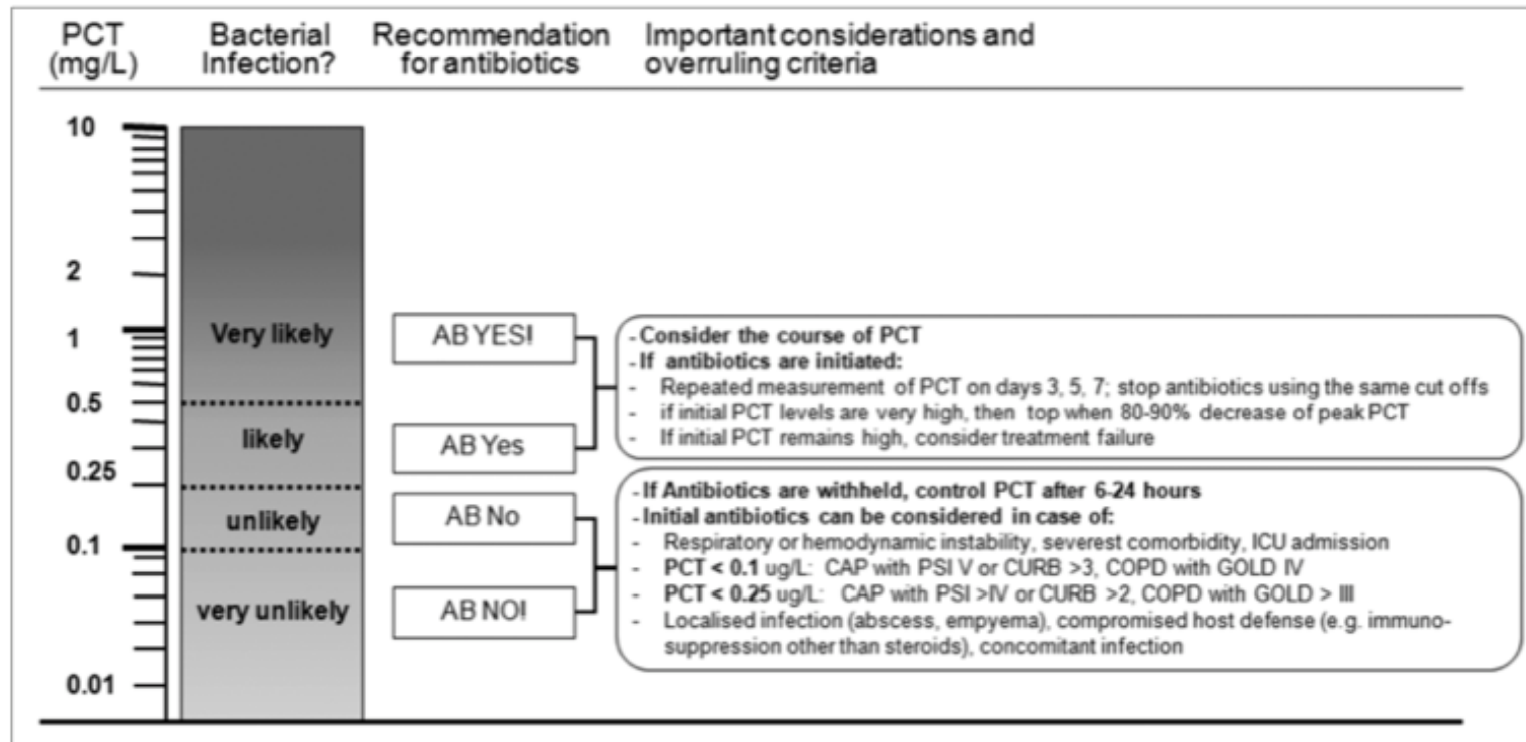 PCT (mg/L)
Bacterial Infection?
Recommendation for antibiotics
Important considerations and overruling criteria
10
2
1
0.5
0.25
0.1
0.01
Very likely
likely
unlikely
very unlikely
AB YES!
AB Yes
AB No
AB NO!
- Consider the course of PCT
- If antibiotics are initiated:
- Repeated measurement of PCT on days 3, 5, 7; stop antibiotics using the same cut offs
- if initial PCT levels are very high, then top when 80-90% decrease of peak PCT
- If initial PCT remains high, consider treatment failure
- If Antibiotics are withheld, control PCT after 6-24 hours
- Initial antibiotics can be considered in case of:
- Respiratory or hemodynamic instability, severest comorbidity, ICU admission
- PCT < 0.1 ug/L: CAP with PSI V or CURB >3, COPD with GOLD IV
- PCT < 0.25 ug/L: CAP with PSI >IV or CURB >2, COPD with GOLD > III
- Localised infection (abscess, empyema), compromised host defense (e.g. immuno-
suppression other than steroids), concomitant infection